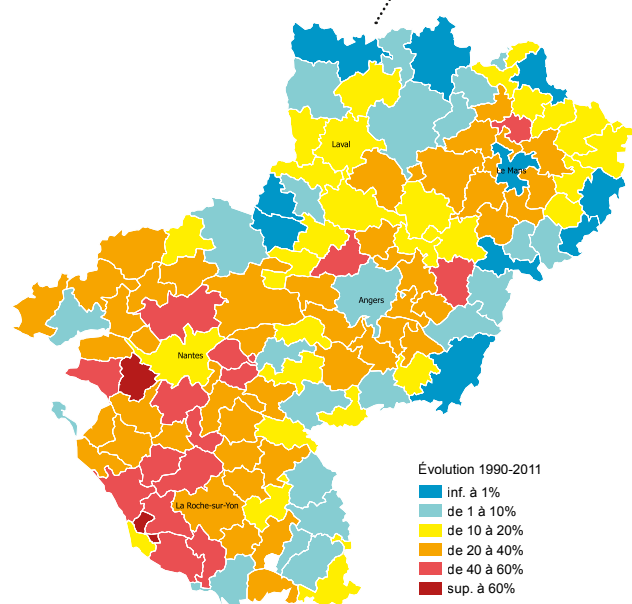 Laval
Le Mans
Angers
Nantes
La Roche-sur-Yon
Évolution 1990-2011
inf. à 1%
de 1 à 10%
de 10 à 20%
de 20 à 40%
de 40 à 60%
sup. à 60%